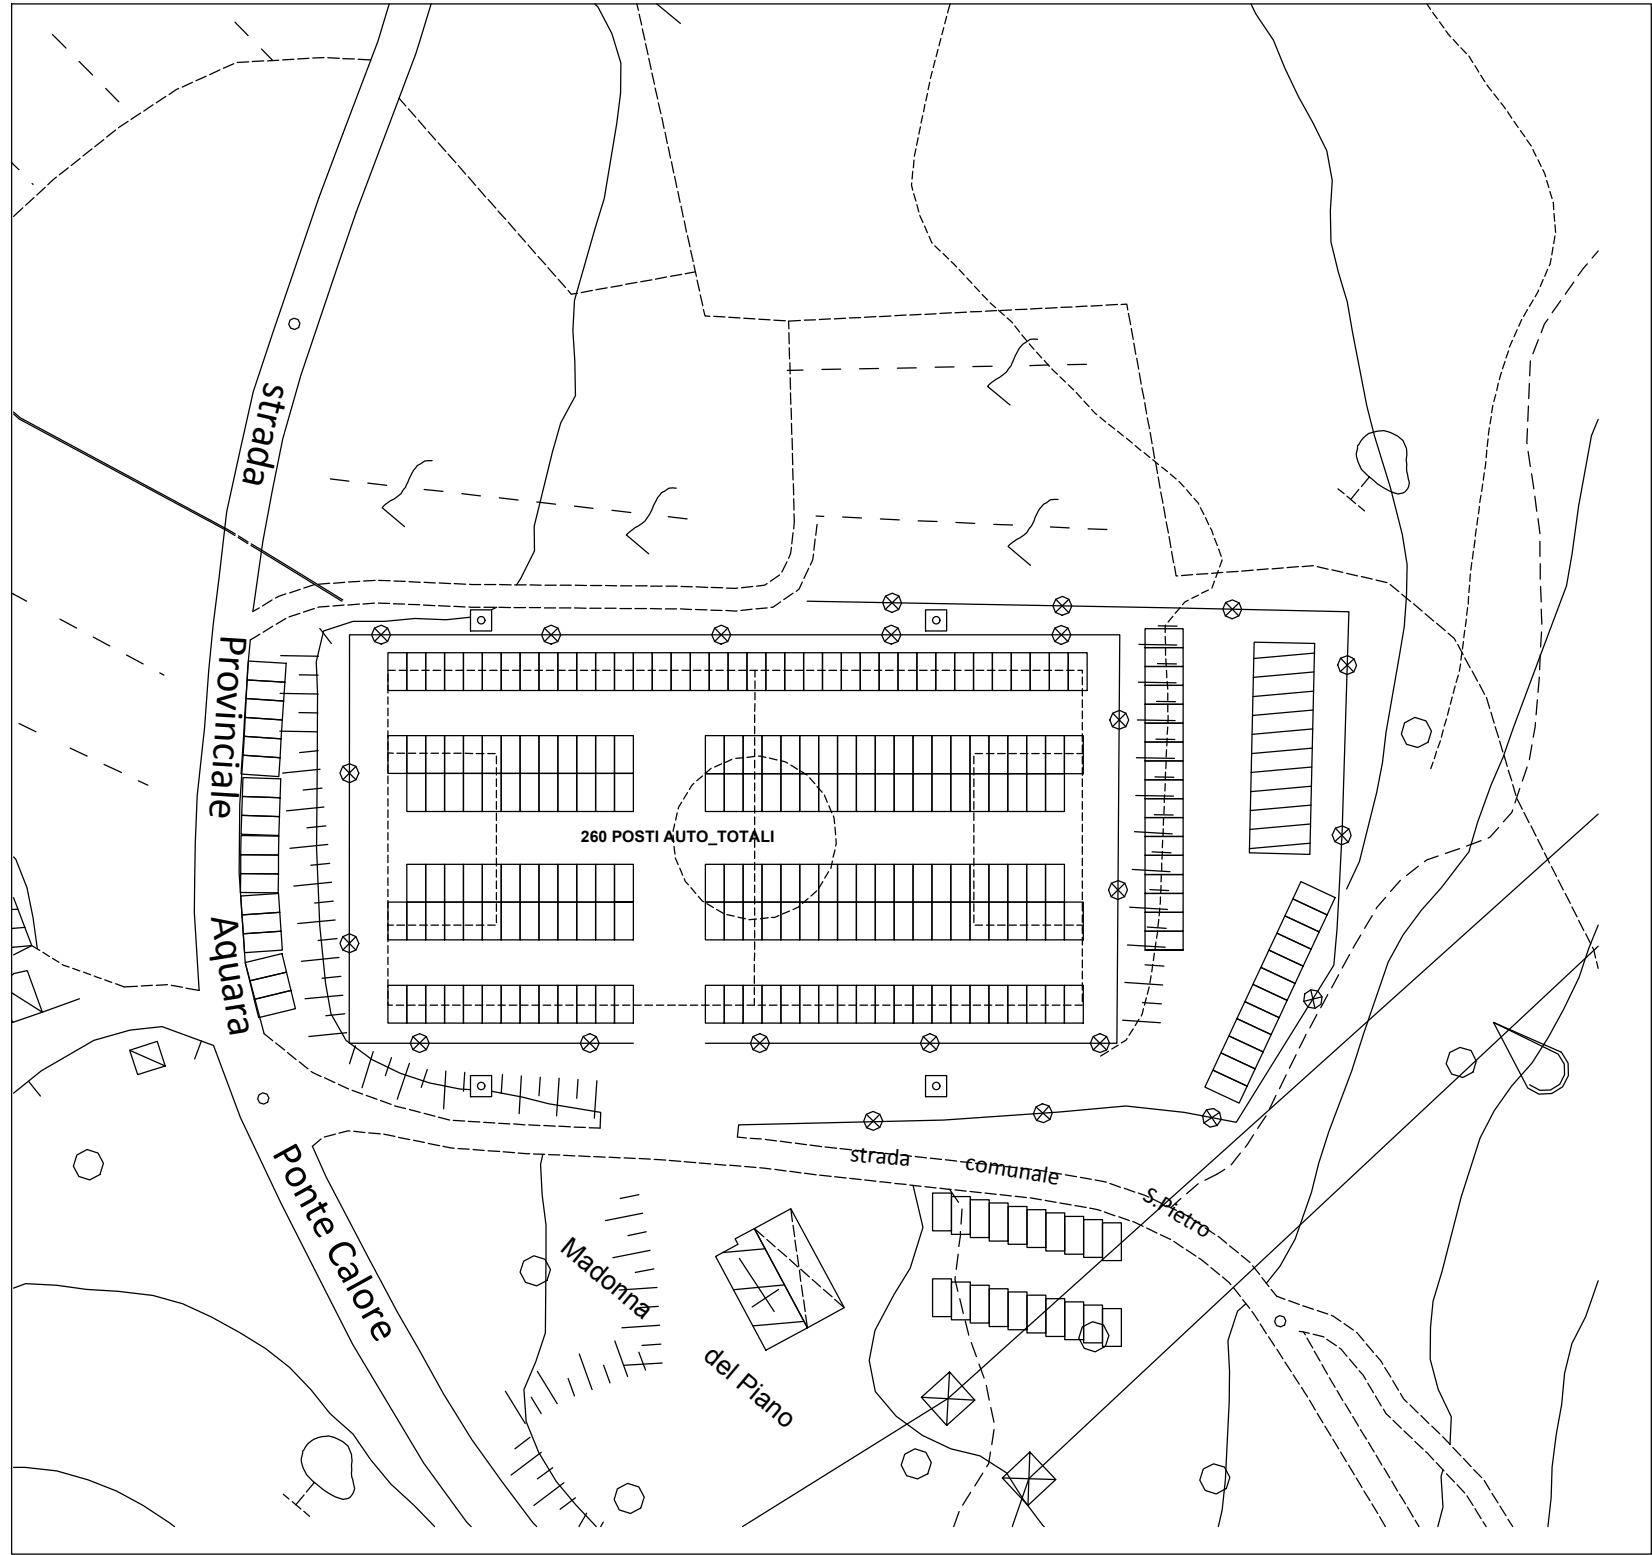 strada
Provinciale
Aquara
Ponte Calore
260 POSTI AUTO_TOTALI
strada comunale S.Pietro
Madonna
del Piano